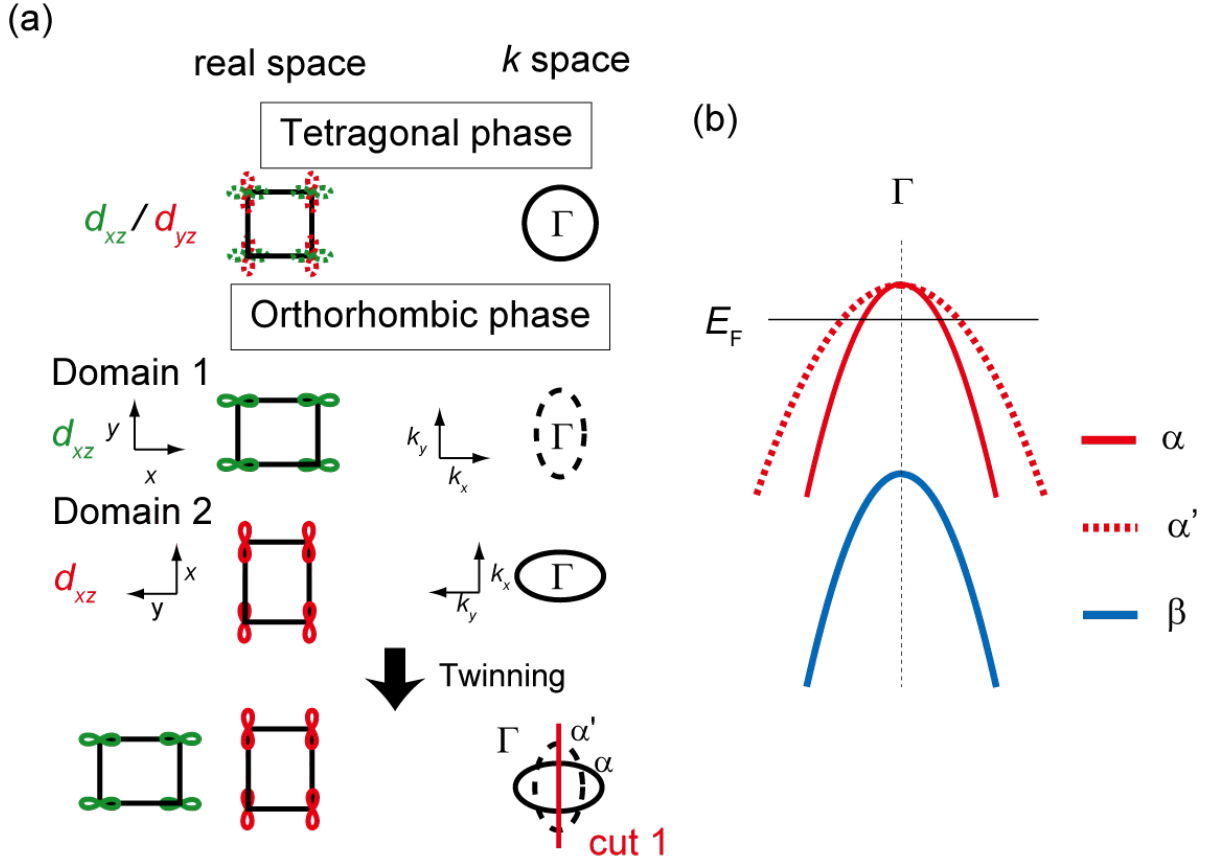 (a)
real space
k space
Tetragonal phase
(b)
dxz / dyz
Γ
Γ
Orthorhombic phase
EF
Domain 1
dxz
y
x
ky
kx
Γ
α
Domain 2
α'
dxz
x
y
kx
ky
Γ
β
Twinning
Γ
α'
α
cut 1